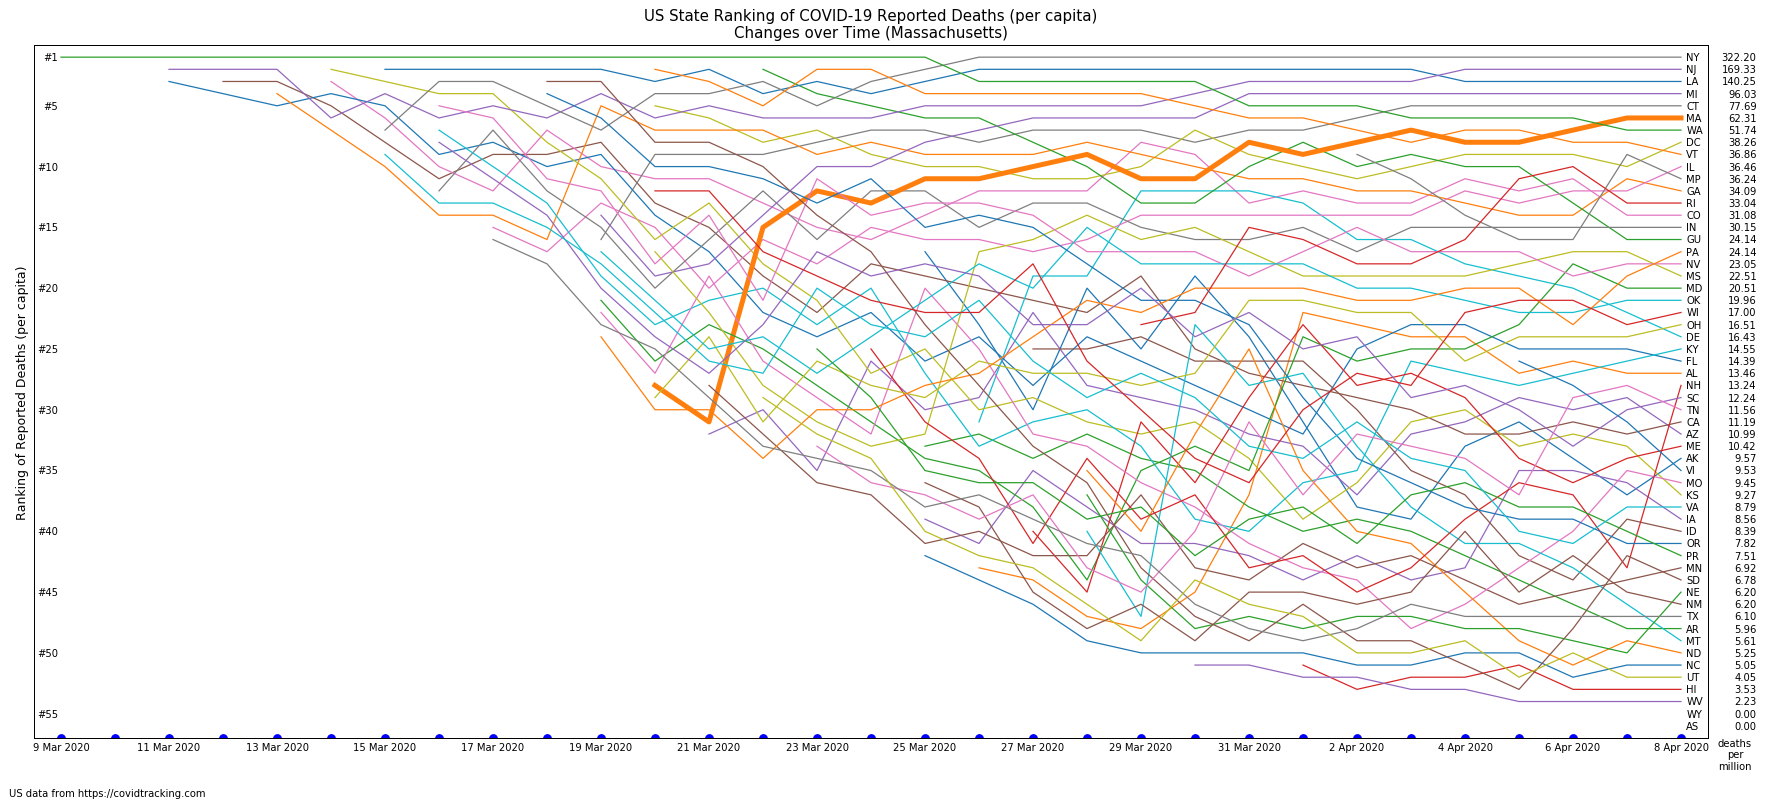 US State Ranking of COVID-19 Reported Deaths (per capita)
Changes over Time (Massachusetts)
Ranking of Reported Deaths (per capita)
#1
#5
#10
#15
#20
#25
#30
#35
#40
#45
#50
#55
NY 322.20
NJ 169.33
LA 140.25
MI 96.03
CT 77.69
MA 62.31
WA 51.74
DC 38.26
VT 36.86
IL 36.46
MP 36.24
GA 34.09
RI 33.04
CO 31.08
IN 30.15
GU 24.14
PA 24.14
NV 23.05
MS 22.51
MD 20.51
OK 19.96
WI 17.00
OH 16.51
DE 16.43
KY 14.55
FL 14.39
AL 13.46
NH 13.24
SC 12.24
TN 11.56
CA 11.19
AZ 10.99
ME 10.42
AK 9.57
VI 9.53
MO 9.45
KS 9.27
VA 8.79
IA 8.56
ID 8.39
OR 7.82
PR 7.51
MN 6.92
SD 6.78
NE 6.20
NM 6.20
TX 6.10
AR 5.96
MT 5.61
ND 5.25
NC 5.05
UT 4.05
HI 3.53
WV 2.23
WY 0.00
AS 0.00
9 Mar 2020 11 Mar 2020 13 Mar 2020 15 Mar 2020 17 Mar 2020 19 Mar 2020 21 Mar 2020 23 Mar 2020 25 Mar 2020 27 Mar 2020 29 Mar 2020 31 Mar 2020 2 Apr 2020 4 Apr 2020 6 Apr 2020 8 Apr 2020
deaths
per
million
US data from https://covidtracking.com